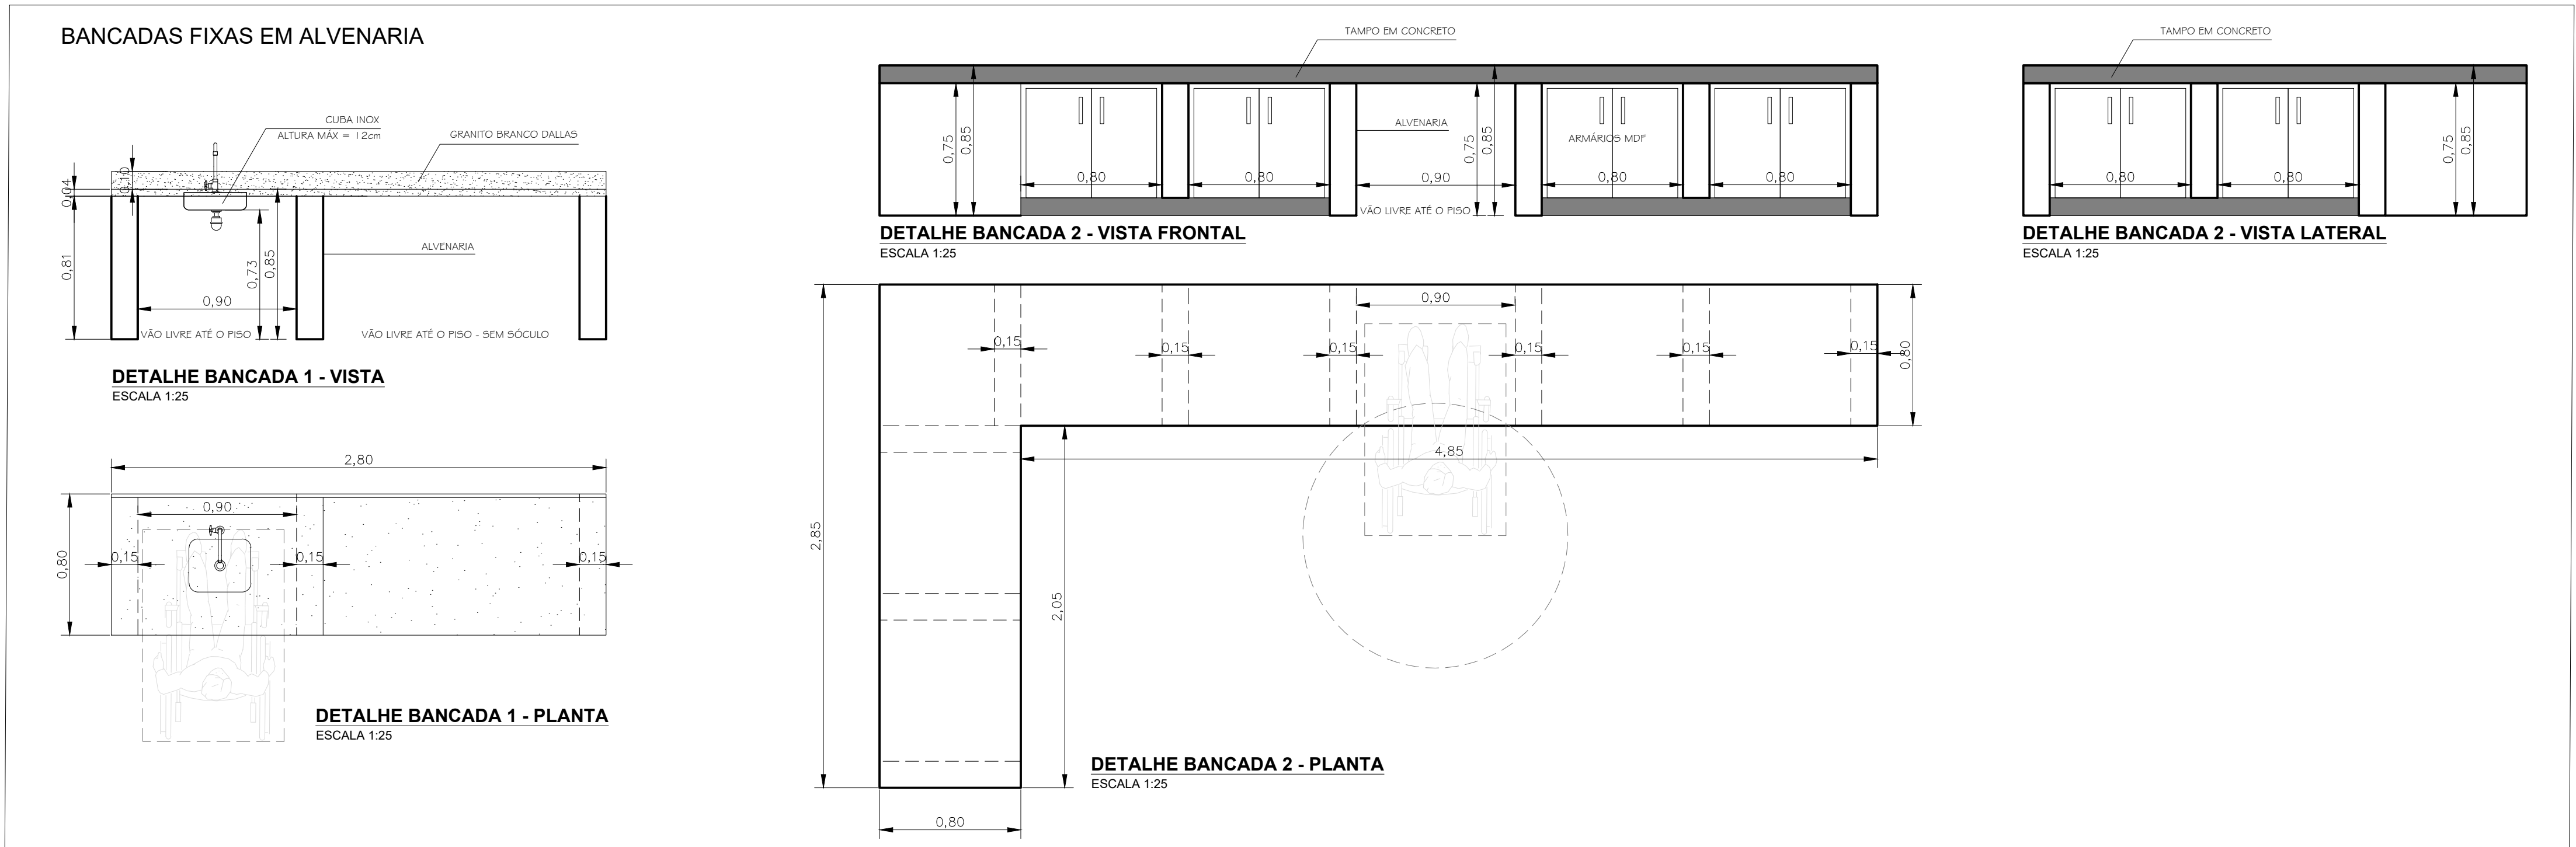 BANCADAS FIXAS EM ALVENARIA
CUBA INOX
ALTURA MÁX = 12cm
GRANITO BRANCO DALLAS
0,10
0,04
0,81
0,73
0,85
0,90
ALVENARIA
VÃO LIVRE ATÉ O PISO
VÃO LIVRE ATÉ O PISO - SEM SÓCULO
DETALHE BANCADA 1 - VISTA
ESCALA 1:25
2,80
0,90
0,80
0,15
0,15
0,15
DETALHE BANCADA 1 - PLANTA
ESCALA 1:25
TAMPO EM CONCRETO
0,75
0,85
0,80
0,80
ALVENARIA
0,90
VÃO LIVRE ATÉ O PISO
0,75
0,85
ARMÁRIOS MDF
0,80
0,80
DETALHE BANCADA 2 - VISTA FRONTAL
ESCALA 1:25
0,90
0,15
0,15
0,15
0,15
0,15
0,15
0,80
4,85
2,85
2,05
0,80
DETALHE BANCADA 2 - PLANTA
ESCALA 1:25
TAMPO EM CONCRETO
0,80
0,80
0,75
0,85
DETALHE BANCADA 2 - VISTA LATERAL
ESCALA 1:25